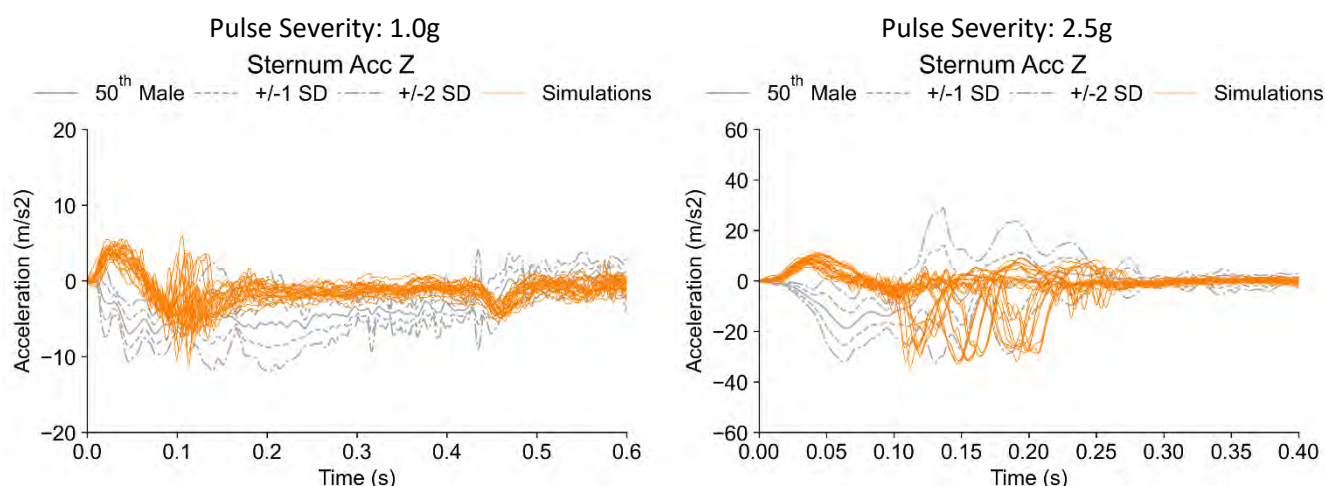 Pulse Severity: 1.0g
Sternum Acc Z
50th Male +/-1 SD +/-2 SD Simulations
20
10
0
−10
−20
Acceleration (m/s2)
0.0 0.1 0.2 0.3 0.4 0.5 0.6
Time (s)
Pulse Severity: 2.5g
Sternum Acc Z
50th Male +/-1 SD +/-2 SD Simulations
60
40
20
0
−20
−40
−60
Acceleration (m/s2)
0.00 0.05 0.10 0.15 0.20 0.25 0.30 0.35 0.40
Time (s)